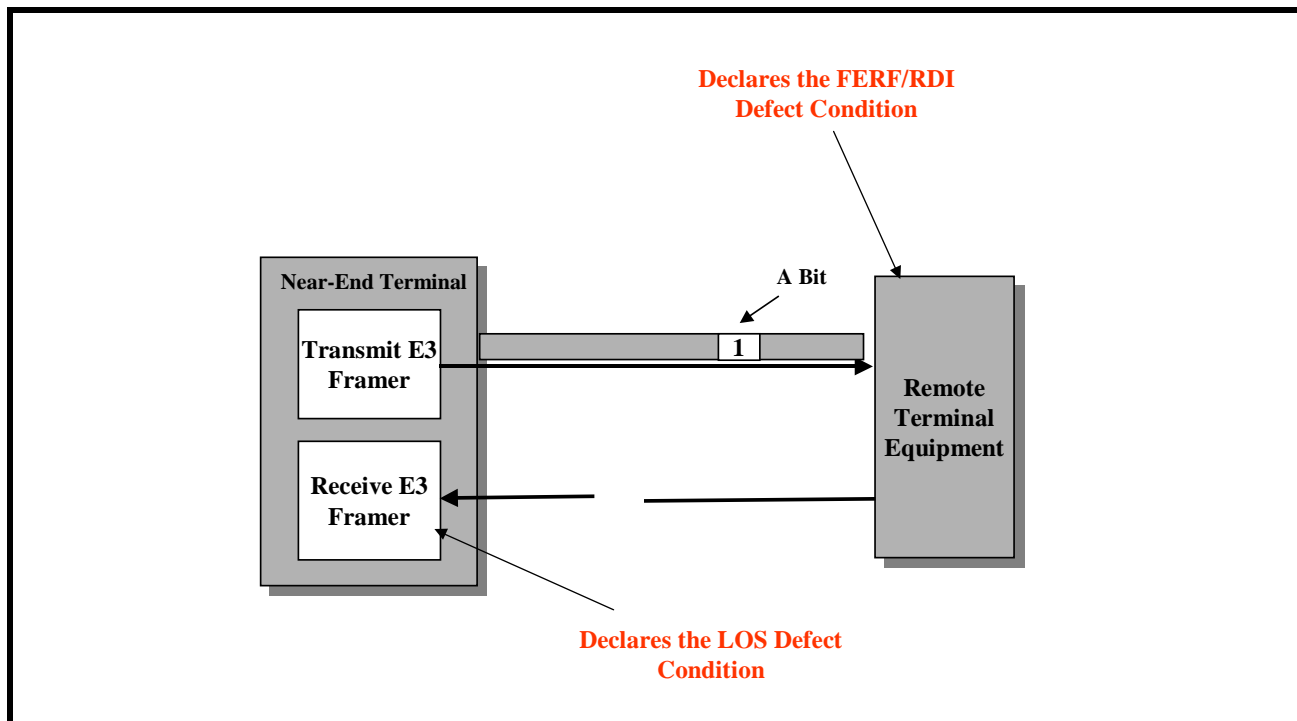 Declares the FERF/RDI
Defect Condition
Near-End Terminal
A Bit
Transmit E3
Framer
1
Remote
Terminal
Equipment
Receive E3
Framer
Declares the LOS Defect
Condition